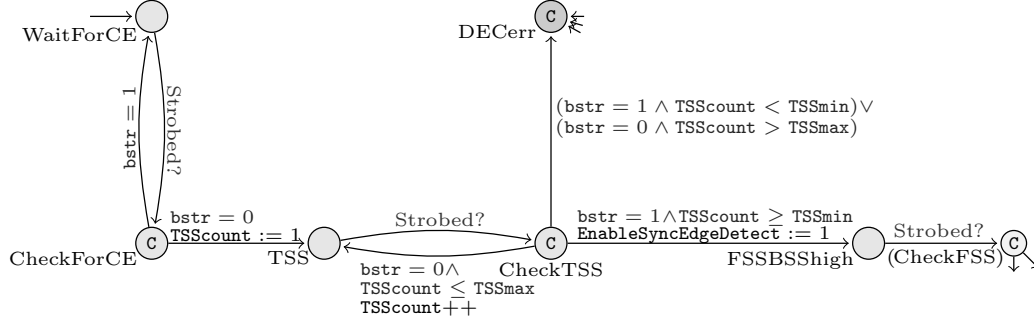 WaitForCE
bstr = 1
Strobed?
C
CheckForCE
bstr = 0
TSScount := 1
TSS
Strobed?
bstr = 0∧
TSScount ≤ TSSmax
TSScount++
C
DECerr
(bstr = 1 ∧ TSScount < TSSmin)∨
(bstr = 0 ∧ TSScount > TSSmax)
C
CheckTSS
bstr = 1∧TSScount ≥ TSSmin
EnableSyncEdgeDetect := 1
FSSBSShigh
Strobed?
(CheckFSS)
C